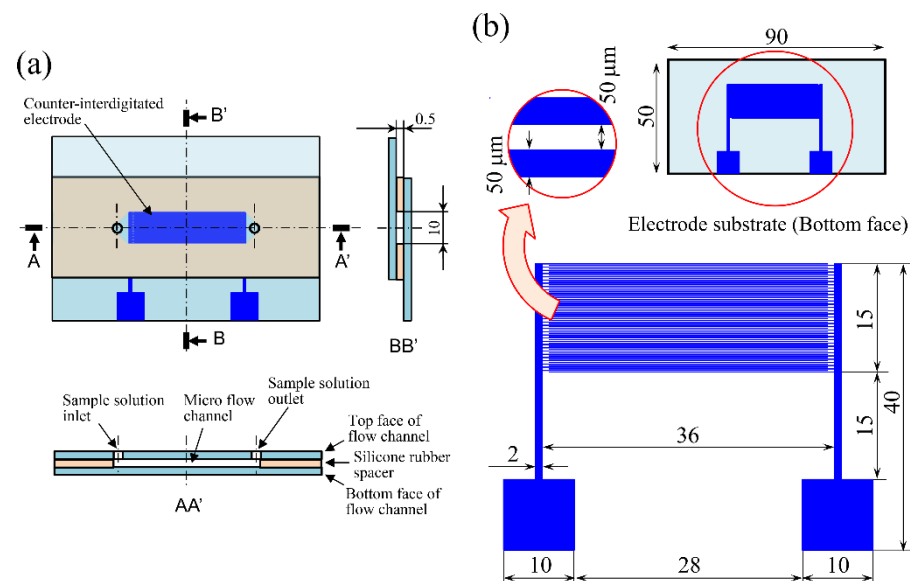 (a)
Counter-interdigitated
electrode
B'
0.5
10
A
A'
B
BB'
Sample solution
inlet
Micro flow
channel
Sample solution
outlet
Top face of
flow channel
Silicone rubber
spacer
Bottom face of
flow channel
AA'
(b)
90
50
50 µm
50 µm
Electrode substrate (Bottom face)
15
15
40
36
2
10
28
10